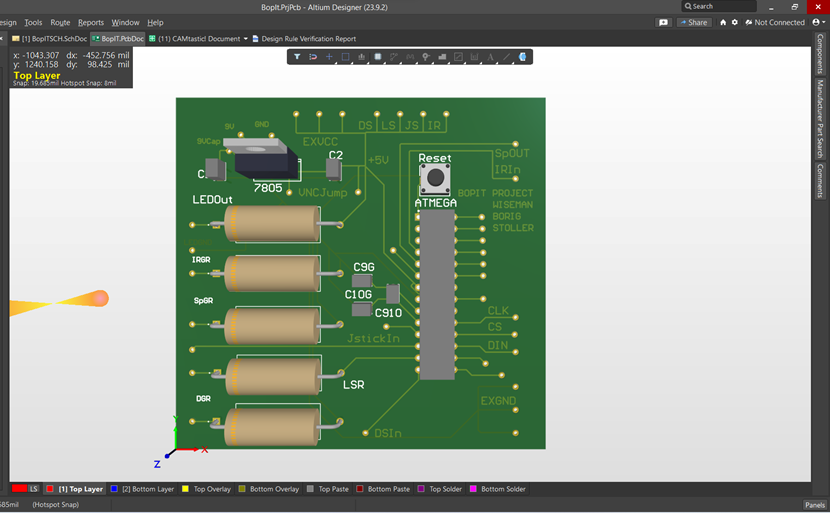 BopIt.PrjPcb - Altium Designer (23.9.2)
Search
esign Tools Route Reports Window Help
Share
Not Connected
[1] BopITSCH.SchDoc
BopIT.PcbDoc
(11) CAMtastic! Document
Design Rule Verification Report
x: -1043.307 dx: -452.756 mil
y: 1240.158 dy: 98.425 mil
Top Layer
Snap: 19.685mil Hotspot Snap: 8mil
Components
Manufacturer Part Search
Comments
5V
GND
EXVCC
DS LS JS IR
5VCap
C2
+5V
Reset
SpOUT
IRIn
7805
VNCJump
LEDOut
ATMEGA
BOPIT PROJECT
WISEMAN
BORIG
STOLLER
IRGR
C9G
SpGR
C10G
C910
CLK
CS
JstickIn
DIN
LSR
DGR
EXGND
DSIn
Y
X
Z
LS
[1] Top Layer
[2] Bottom Layer
Top Overlay
Bottom Overlay
Top Paste
Bottom Paste
Top Solder
Bottom Solder
685mil (Hotspot Snap)
Panels